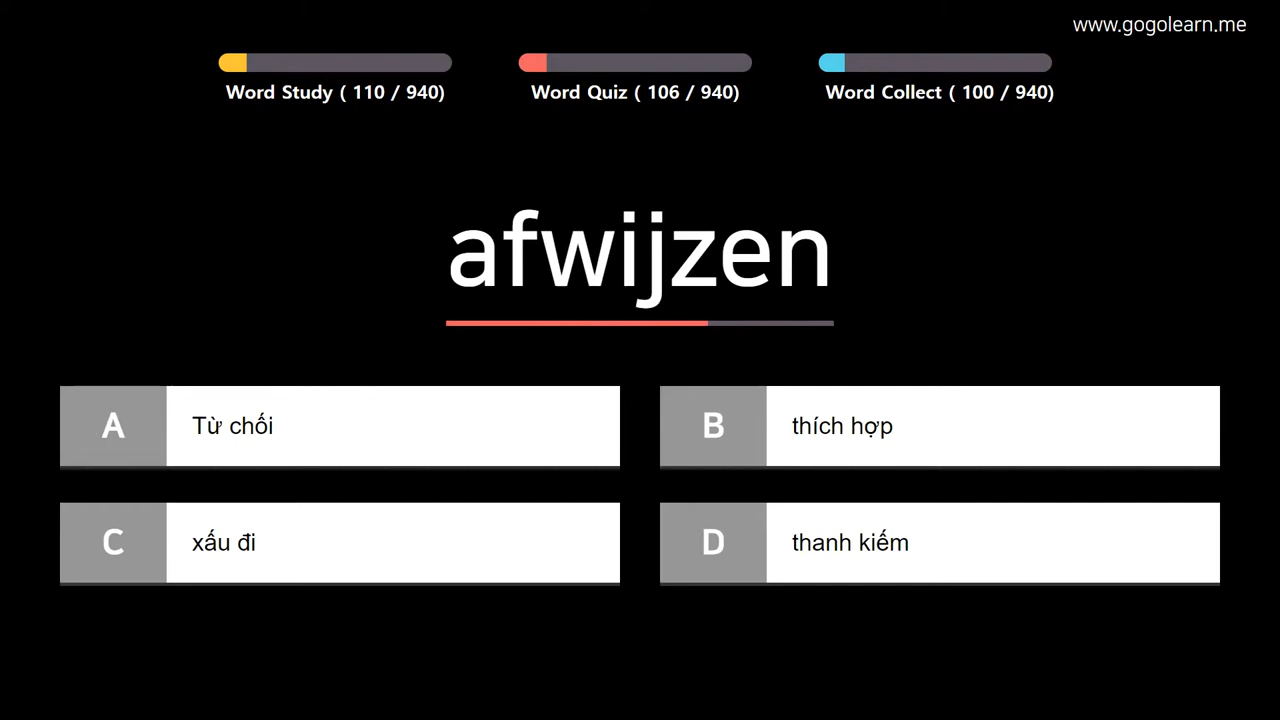 www.gogolearn.me
Word Study ( 110 / 940)
Word Quiz ( 106 / 940)
Word Collect ( 100 / 940)
afwijzen
A
Từ chối
B
thích hợp
C
xấu đi
D
thanh kiếm